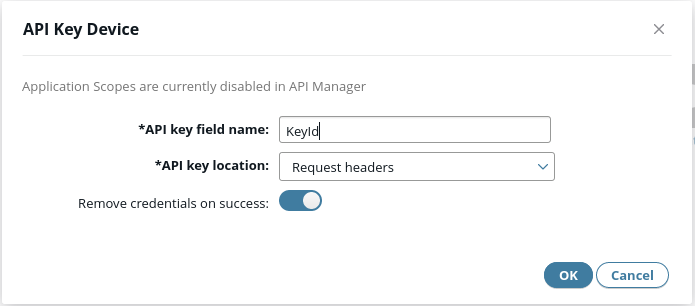 API Key Device
Application Scopes are currently disabled in API Manager
*API key field name: KeyId
*API key location: Request headers
Remove credentials on success:
OK Cancel